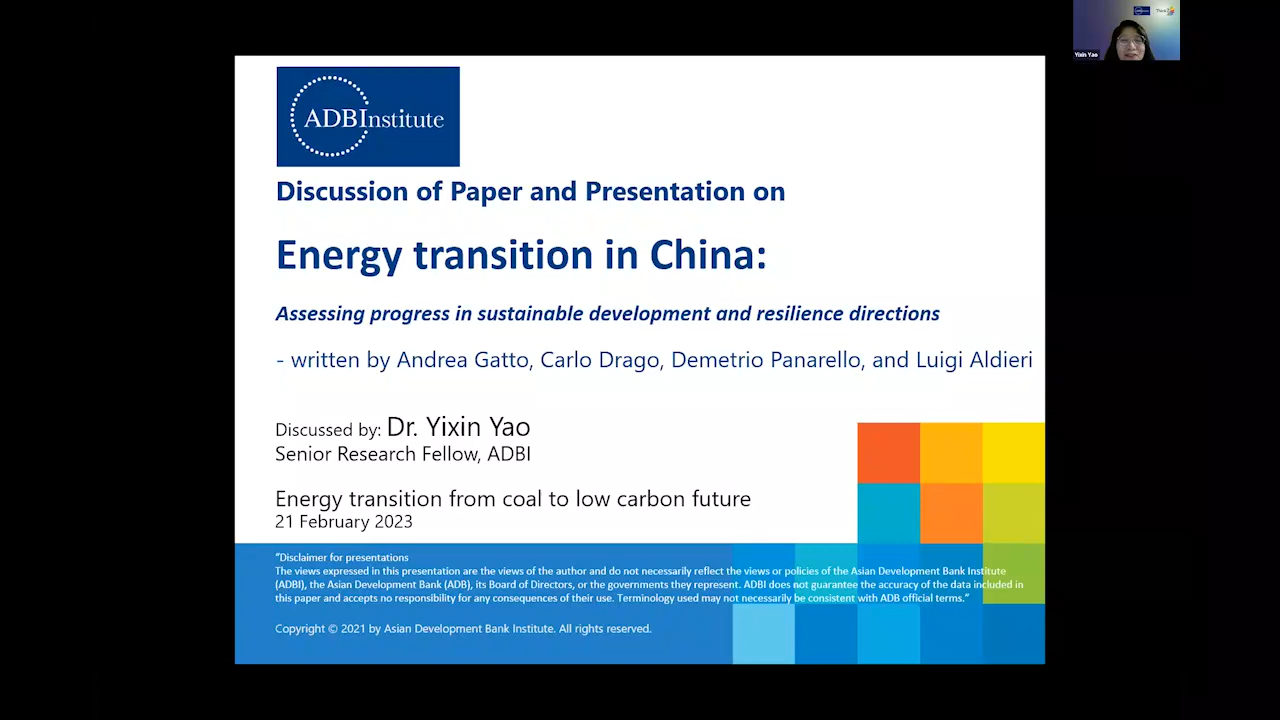 ADBInstitute
Discussion of Paper and Presentation on
Energy transition in China:
Assessing progress in sustainable development and resilience directions
- written by Andrea Gatto, Carlo Drago, Demetrio Panarello, and Luigi Aldieri
Discussed by: Dr. Yixin Yao
Senior Research Fellow, ADBI
Energy transition from coal to low carbon future
21 February 2023
“Disclaimer for presentations
The views expressed in this presentation are the views of the author and do not necessarily reflect the views or policies of the Asian Development Bank Institute
(ADBI), the Asian Development Bank (ADB), its Board of Directors, or the governments they represent. ADBI does not guarantee the accuracy of the data included in
this paper and accepts no responsibility for any consequences of their use. Terminology used may not necessarily be consistent with ADB official terms.”
Copyright © 2021 by Asian Development Bank Institute. All rights reserved.
Yixin Yao